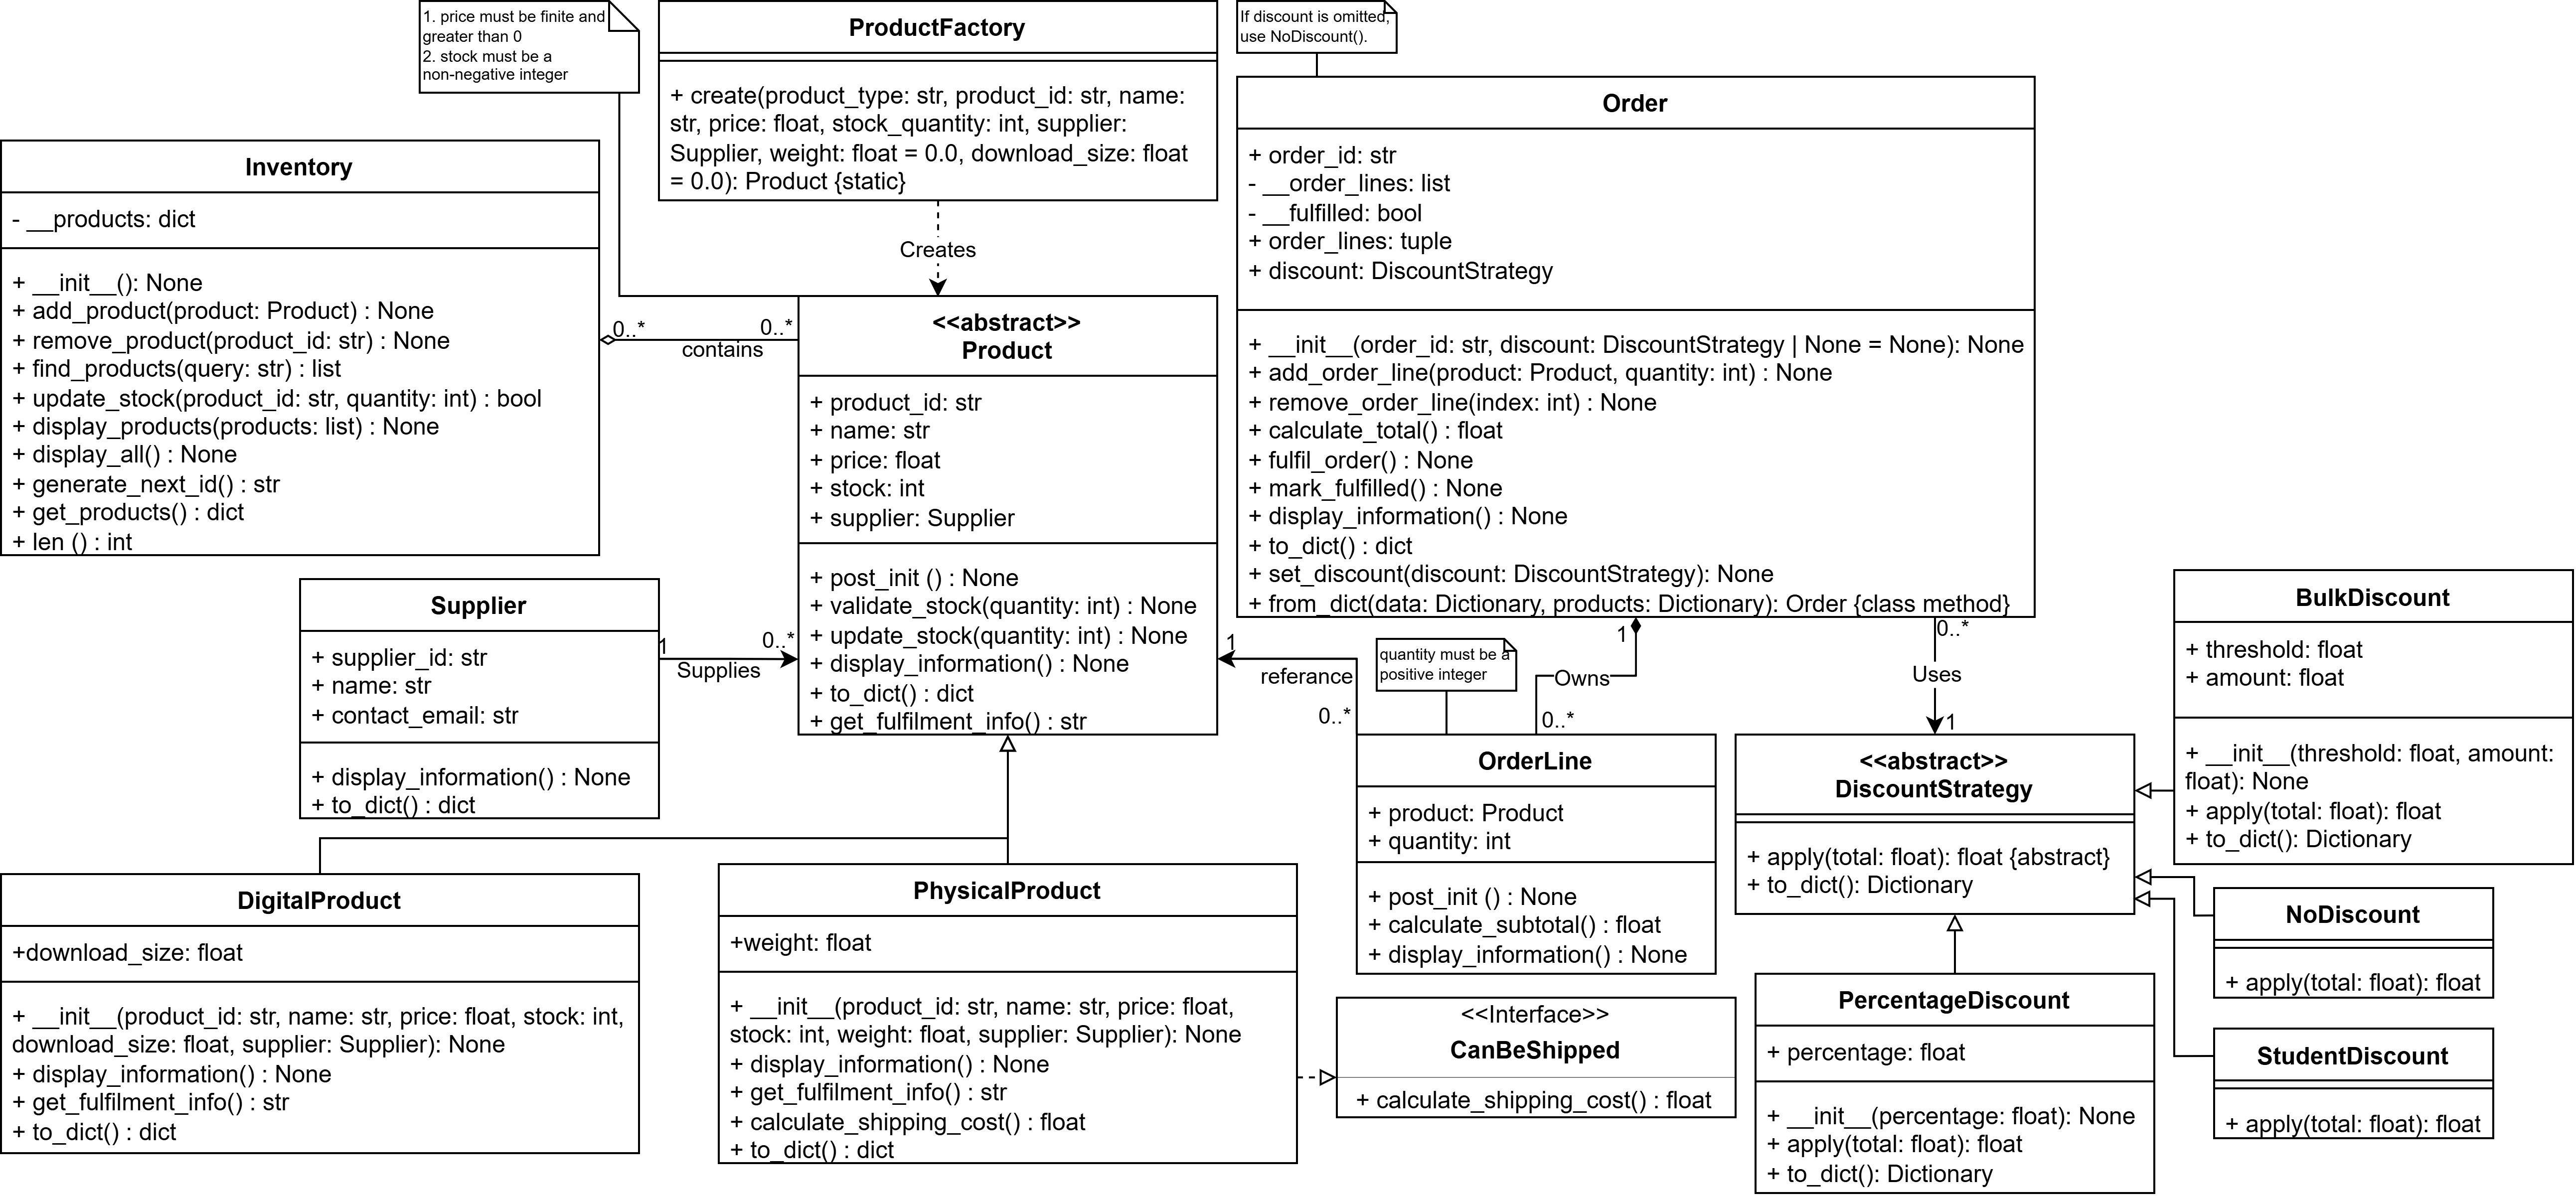 1. price must be finite and
greater than 0
2. stock must be a
non-negative integer
ProductFactory
+ create(product_type: str, product_id: str, name:
str, price: float, stock_quantity: int, supplier:
Supplier, weight: float = 0.0, download_size: float
= 0.0): Product {static}
Creates
If discount is omitted,
use NoDiscount().
Order
+ order_id: str
- __order_lines: list
- __fulfilled: bool
+ order_lines: tuple
+ discount: DiscountStrategy
+ __init__(order_id: str, discount: DiscountStrategy | None = None): None
+ add_order_line(product: Product, quantity: int) : None
+ remove_order_line(index: int) : None
+ calculate_total() : float
+ fulfil_order() : None
+ mark_fulfilled() : None
+ display_information() : None
+ to_dict() : dict
+ set_discount(discount: DiscountStrategy): None
+ from_dict(data: Dictionary, products: Dictionary): Order {class method}
Inventory
- __products: dict
+ __init__(): None
+ add_product(product: Product) : None
+ remove_product(product_id: str) : None
+ find_products(query: str) : list
+ update_stock(product_id: str, quantity: int) : bool
+ display_products(products: list) : None
+ display_all() : None
+ generate_next_id() : str
+ get_products() : dict
+ len () : int
0..*
0..*
contains
<<abstract>>
Product
+ product_id: str
+ name: str
+ price: float
+ stock: int
+ supplier: Supplier
+ post_init () : None
+ validate_stock(quantity: int) : None
+ update_stock(quantity: int) : None
+ display_information() : None
+ to_dict() : dict
+ get_fulfilment_info() : str
Supplier
+ supplier_id: str
+ name: str
+ contact_email: str
+ display_information() : None
+ to_dict() : dict
1
0..*
Supplies
1
referance
0..*
quantity must be a
positive integer
1
Owns
0..*
0..*
Uses
1
OrderLine
+ product: Product
+ quantity: int
+ post_init () : None
+ calculate_subtotal() : float
+ display_information() : None
<<abstract>>
DiscountStrategy
+ apply(total: float): float {abstract}
+ to_dict(): Dictionary
BulkDiscount
+ threshold: float
+ amount: float
+ __init__(threshold: float, amount:
float): None
+ apply(total: float): float
+ to_dict(): Dictionary
NoDiscount
+ apply(total: float): float
StudentDiscount
+ apply(total: float): float
PercentageDiscount
+ percentage: float
+ __init__(percentage: float): None
+ apply(total: float): float
+ to_dict(): Dictionary
DigitalProduct
+download_size: float
+ __init__(product_id: str, name: str, price: float, stock: int,
download_size: float, supplier: Supplier): None
+ display_information() : None
+ get_fulfilment_info() : str
+ to_dict() : dict
PhysicalProduct
+weight: float
+ __init__(product_id: str, name: str, price: float,
stock: int, weight: float, supplier: Supplier): None
+ display_information() : None
+ get_fulfilment_info() : str
+ calculate_shipping_cost() : float
+ to_dict() : dict
<<Interface>>
CanBeShipped
+ calculate_shipping_cost() : float